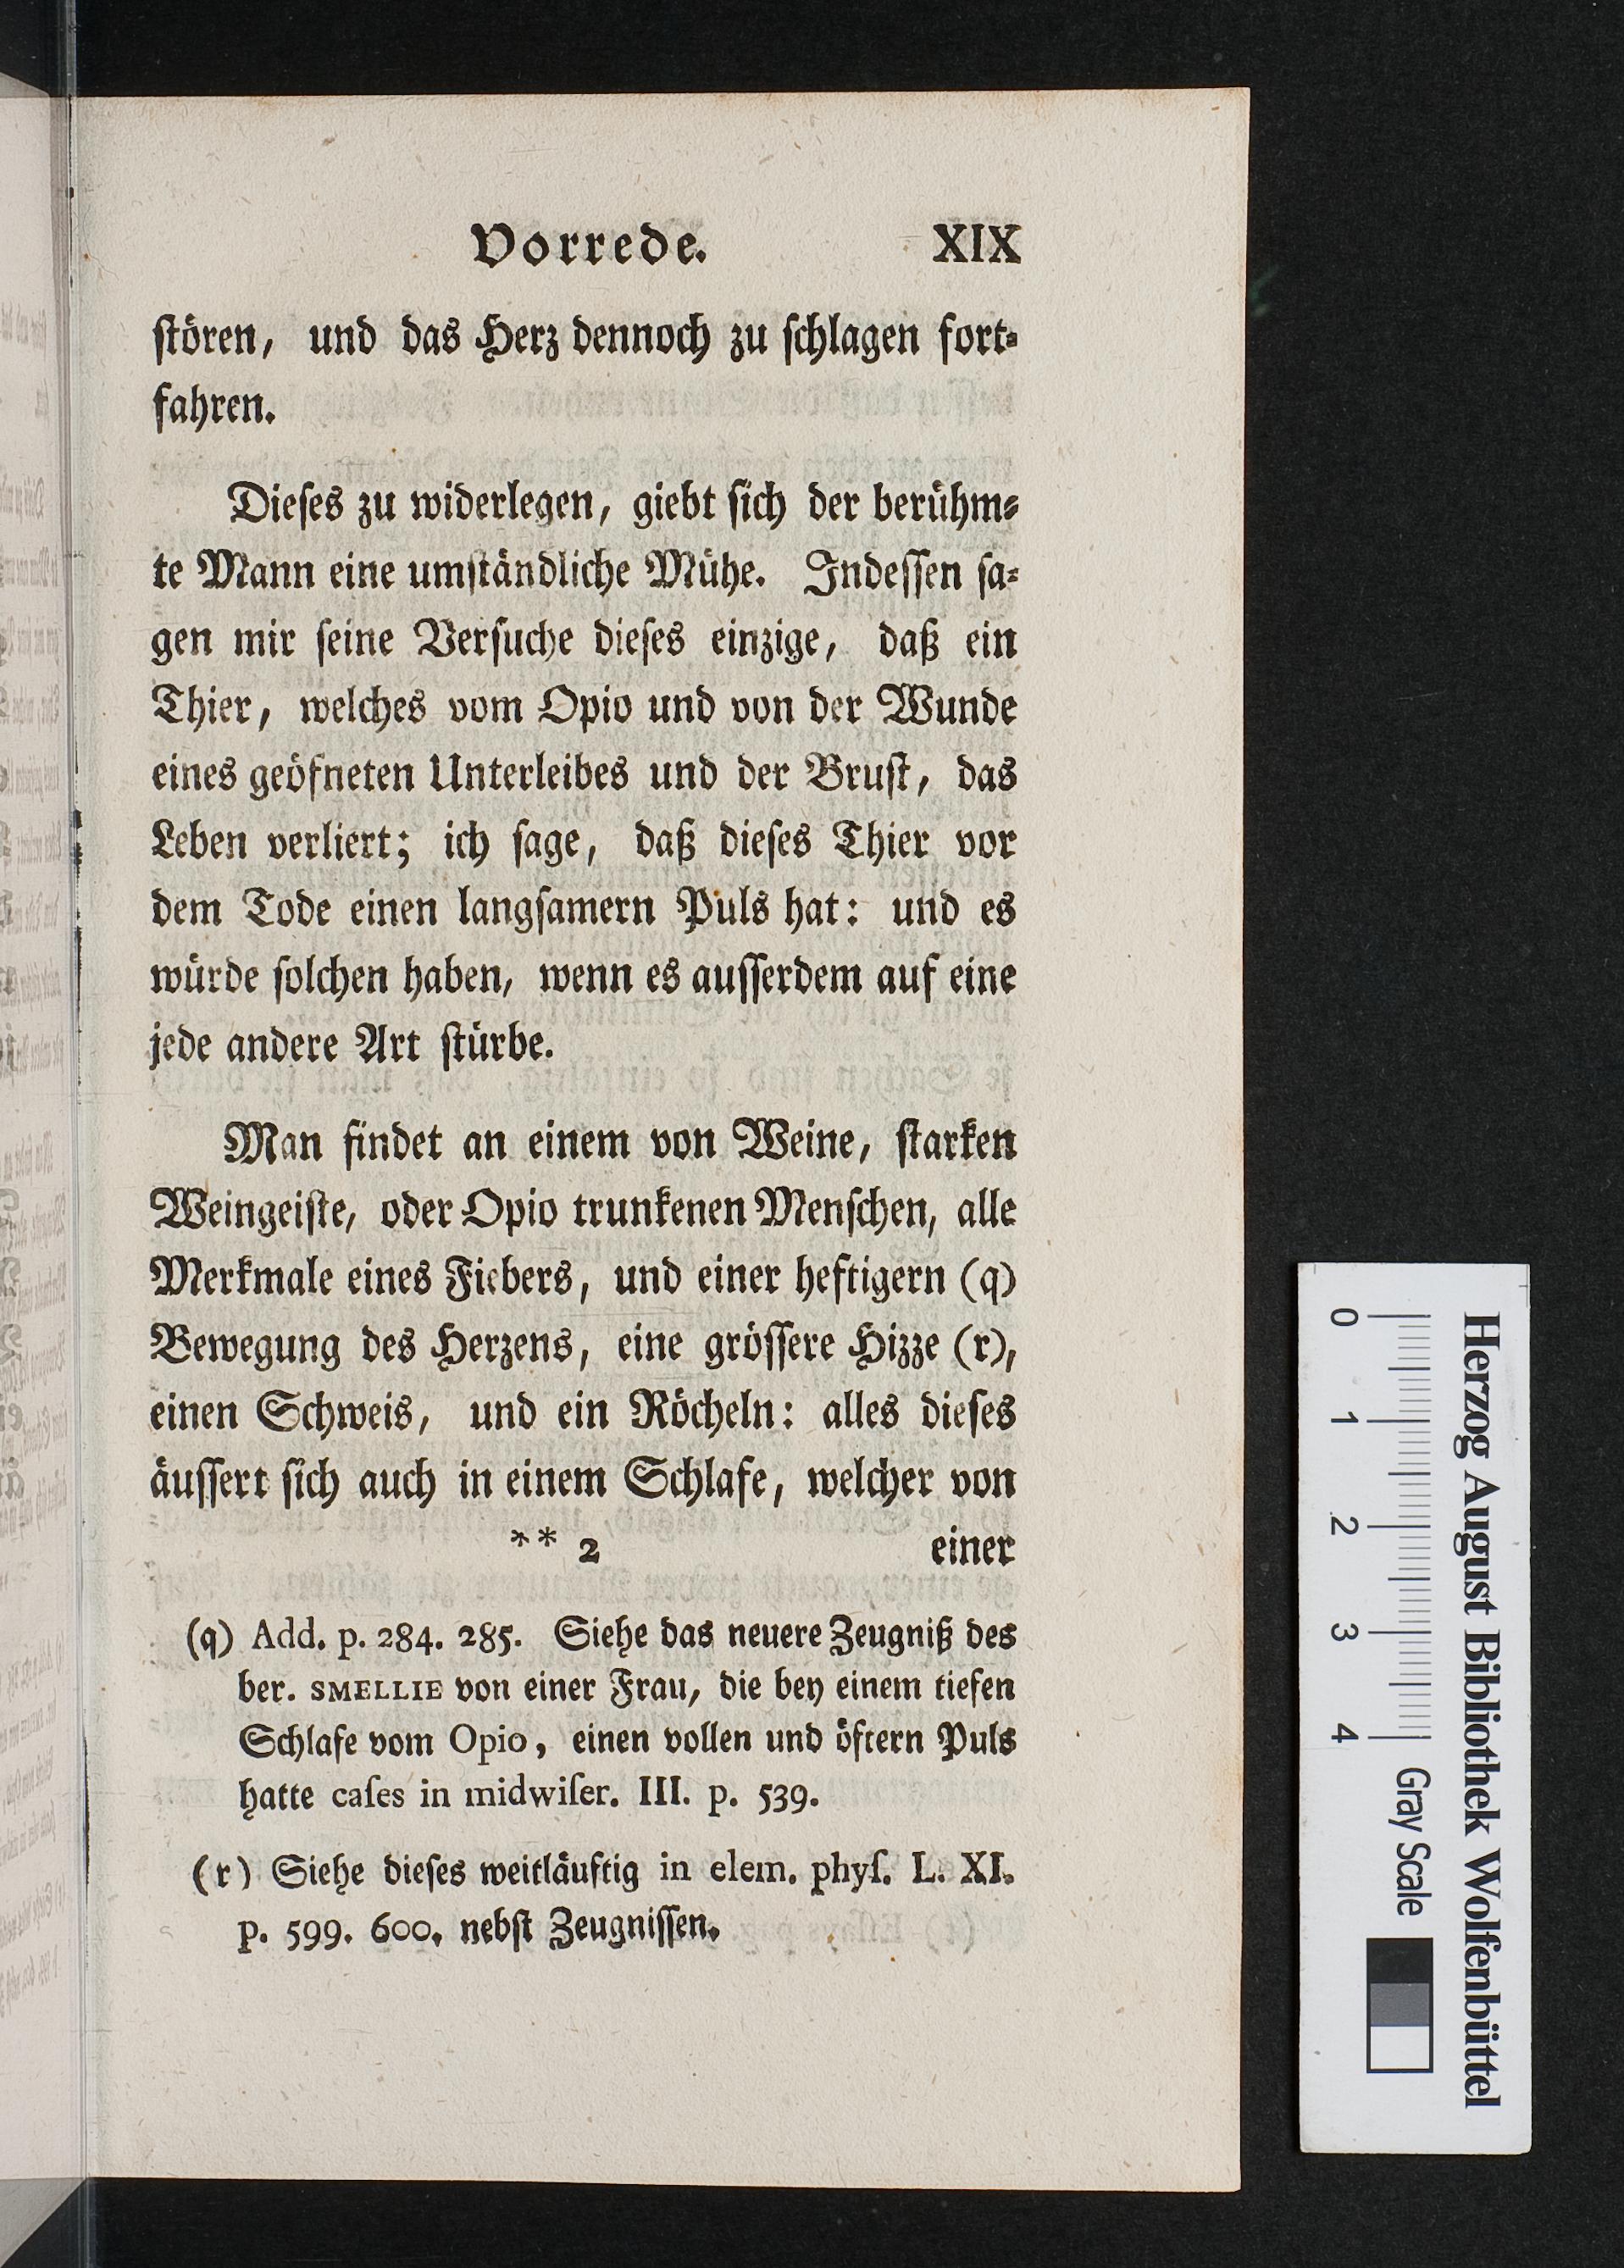 Vorrede. XIX
ſtören, und das Herz dennoch zu ſchlagen fort⸗
fahren.
Dieſes zu widerlegen, giebt ſich der berühm⸗
te Mann eine umſtändliche Mühe. Indeſſen ſa⸗
gen mir ſeine Verſuche dieſes einzige, daß ein
Thier, welches vom Opio und von der Wunde
eines geöfneten Unterleibes und der Bruſt, das
Leben verliert; ich ſage, daß dieſes Thier vor
dem Tode einen langſamern Puls hat: und es
würde ſolchen haben, wenn es auſſerdem auf eine
jede andere Art ſtürbe.
Man findet an einem von Weine, ſtarken
Weingeiſte, oder Opio trunkenen Menſchen, alle
Merkmale eines Fiebers, und einer heftigern (q)
Bewegung des Herzens, eine gröſſere Hizze (r),
einen Schweis, und ein Röcheln: alles dieſes
äuſſert ſich auch in einem Schlafe, welcher von
** 2 einer
(q) Add. p. 284. 285. Siehe das neuere Zeugniß des
ber. SMELLIE von einer Frau, die bey einem tiefen
Schlafe vom Opio, einen vollen und öftern Puls
hatte caſes in midwiſer. III. p. 539.
(r) Siehe dieſes weitläuftig in elem. phyſ. L. XI.
p. 599. 600. nebſt Zeugniſſen.
Herzog August Bibliothek Wolfenbüttel
0 1 2 3 4 Gray Scale